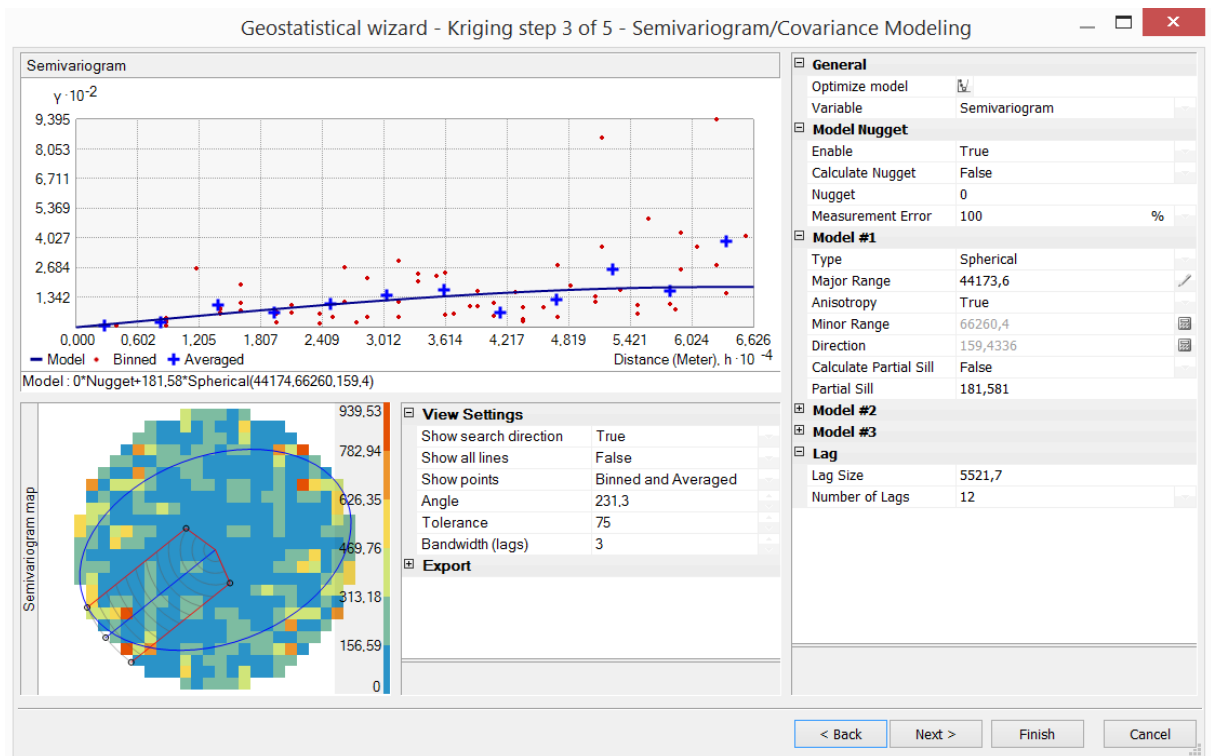 Geostatistical wizard - Kriging step 3 of 5 - Semivariogram/Covariance Modeling
Semivariogram
γ·10-2
9,395
8,053
6,711
5,369
4,027
2,684
1,342
0,000 0,602 1,205 1,807 2,409 3,012 3,614 4,217 4,819 5,421 6,024 6,626
Model Binned Averaged Distance (Meter), h·10 -4
Model : 0*Nugget+181,58*Spherical(44174,66260,159,4)
Semivariogram map
939,53
782,94
626,35
469,76
313,18
156,59
0
View Settings
Show search direction True
Show all lines False
Show points Binned and Averaged
Angle 231,3
Tolerance 75
Bandwidth (lags) 3
Export
General
Optimize model
Variable Semivariogram
Model Nugget
Enable True
Calculate Nugget False
Nugget 0
Measurement Error 100 %
Model #1
Type Spherical
Major Range 44173,6
Anisotropy True
Minor Range 66260,4
Direction 159,4336
Calculate Partial Sill False
Partial Sill 181,581
Model #2
Model #3
Lag
Lag Size 5521,7
Number of Lags 12
< Back Next > Finish Cancel